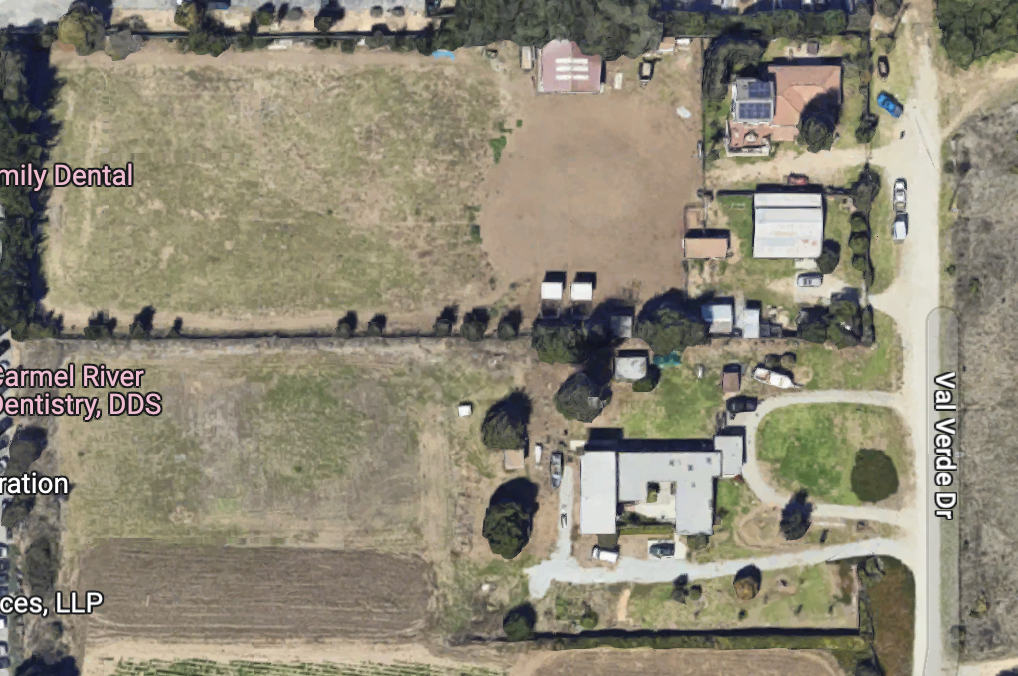 mily Dental
Carmel River
Dentistry, DDS
ration
ces, LLP
Val Verde Dr